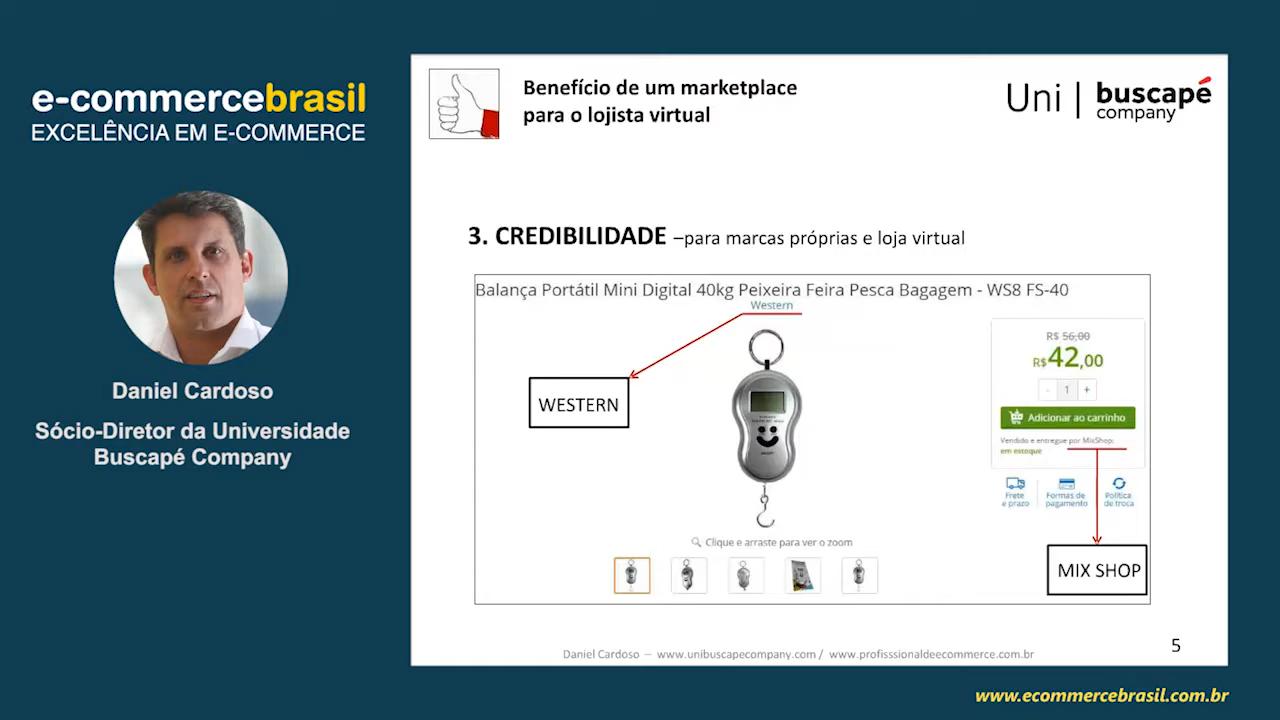 e-commercebrasil
EXCELÊNCIA EM E-COMMERCE
Daniel Cardoso
Sócio-Diretor da Universidade
Buscapé Company
Benefício de um marketplace
para o lojista virtual
Uni | buscapé
company
3. CREDIBILIDADE –para marcas próprias e loja virtual
Balança Portátil Mini Digital 40kg Peixeira Feira Pesca Bagagem - WS8 FS-40
Western
WESTERN
R$ 56,00
R$42,00
- 1 +
Adicionar ao carrinho
Vendido e entregue por MixShop:
em estoque
Frete
e prazo
Formas de
pagamento
Política
de troca
MIX SHOP
Clique e arraste para ver o zoom
Daniel Cardoso – www.unibuscapecompany.com / www.profisssionaldeecommerce.com.br
5
www.ecommercebrasil.com.br